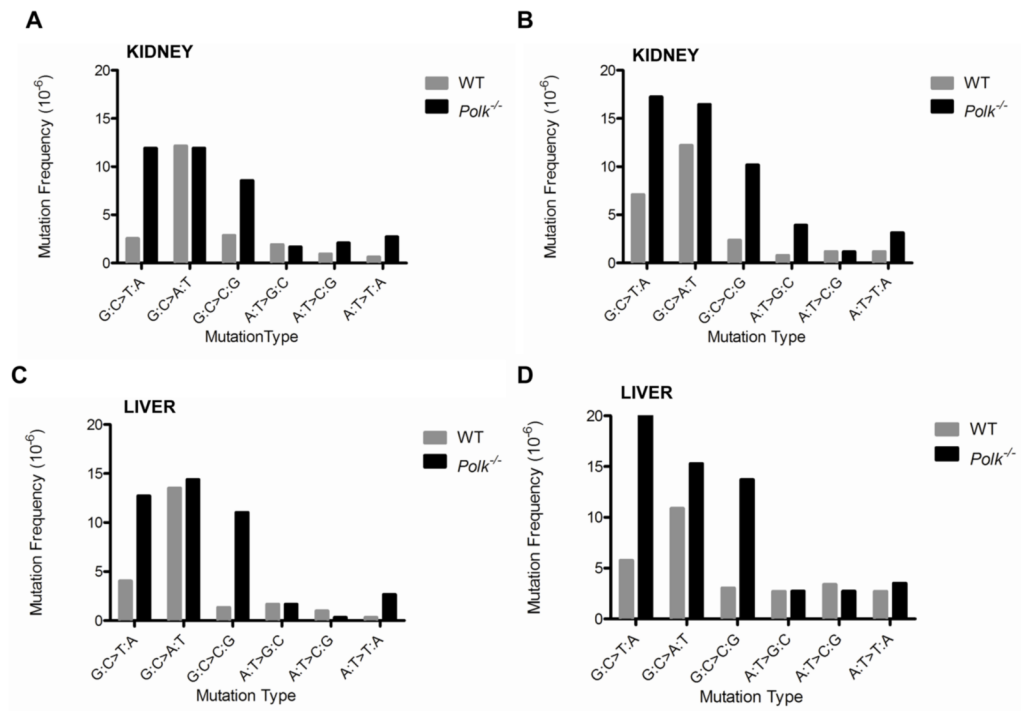 A
KIDNEY
Mutation Frequency (10-6)
20
15
10
5
0
WT
Polk-/-
G:C>T:A
G:C>A:T
G:C>C:G
A:T>G:C
A:T>C:G
A:T>T:A
MutationType
B
KIDNEY
Mutation Frequency (10-6)
20
15
10
5
0
WT
Polk-/-
G:C>T:A
G:C>A:T
G:C>C:G
A:T>G:C
A:T>C:G
A:T>T:A
Mutation Type
C
LIVER
Mutation Frequency (10-6)
20
15
10
5
0
WT
Polk-/-
G:C>T:A
G:C>A:T
G:C>C:G
A:T>G:C
A:T>C:G
A:T>T:A
Mutation Type
D
LIVER
Mutation Frequency (10-6)
20
15
10
5
0
WT
Polk-/-
G:C>T:A
G:C>A:T
G:C>C:G
A:T>G:C
A:T>C:G
A:T>T:A
Mutation Type